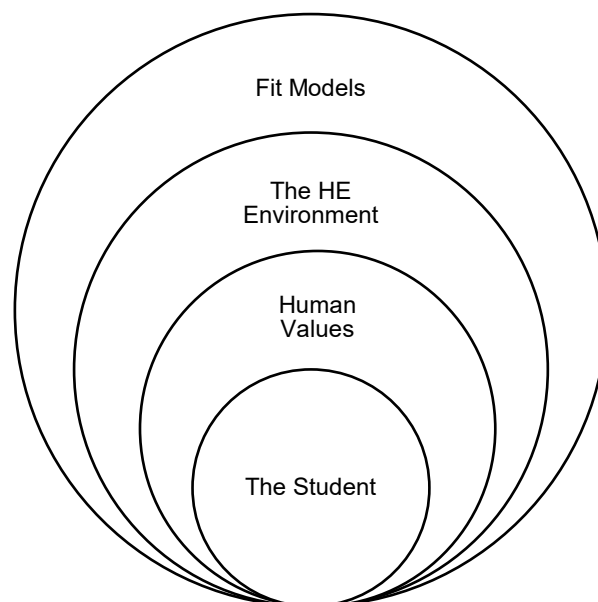 Fit Models
The HE
Environment
Human
Values
The Student